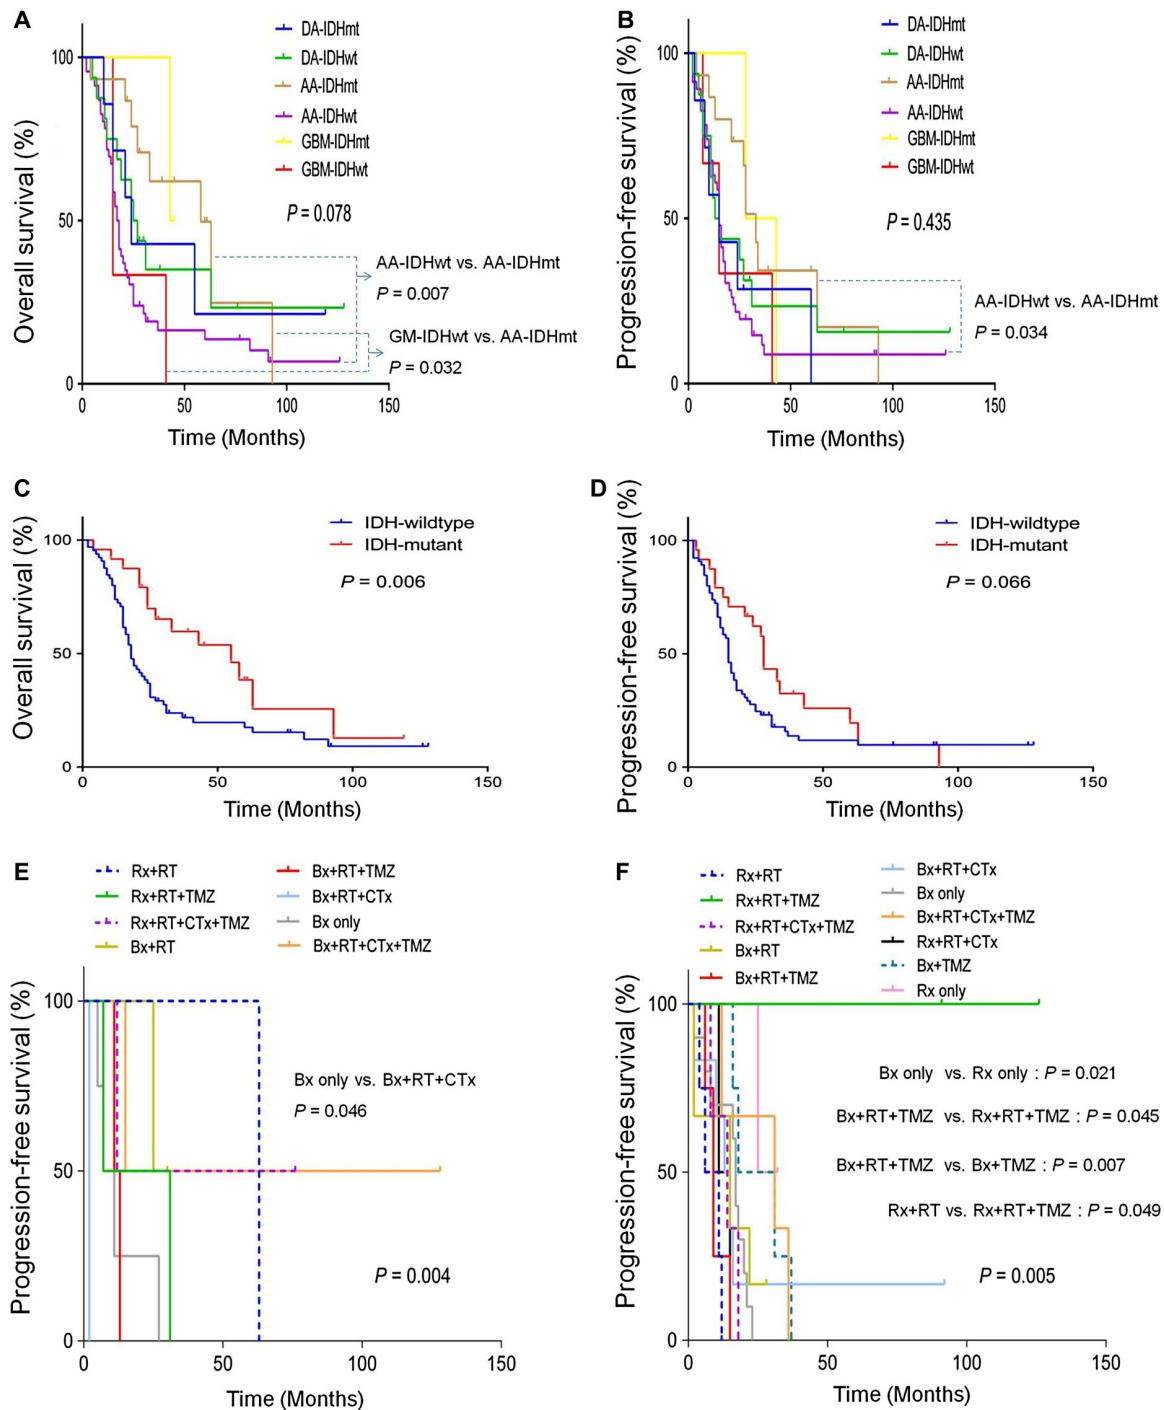 A
Overall survival (%)
DA-IDHmt
DA-IDHwt
AA-IDHmt
AA-IDHwt
GBM-IDHmt
GBM-IDHwt
P = 0.078
AA-IDHwt vs. AA-IDHmt
P = 0.007
GM-IDHwt vs. AA-IDHmt
P = 0.032
100
50
0
0 50 100 150
Time (Months)
B
Progression-free survival (%)
DA-IDHmt
DA-IDHwt
AA-IDHmt
AA-IDHwt
GBM-IDHmt
GBM-IDHwt
P = 0.435
AA-IDHwt vs. AA-IDHmt
P = 0.034
100
50
0
0 50 100 150
Time (Months)
C
Overall survival (%)
IDH-wildtype
IDH-mutant
P = 0.006
100
50
0
0 50 100 150
Time (Months)
D
Progression-free survival (%)
IDH-wildtype
IDH-mutant
P = 0.066
100
50
0
0 50 100 150
Time (Months)
E
Rx+RT
Rx+RT+TMZ
Rx+RT+CTx+TMZ
Bx+RT
Bx+RT+TMZ
Bx+RT+CTx
Bx only
Bx+RT+CTx+TMZ
Progression-free survival (%)
Bx only vs. Bx+RT+CTx
P = 0.046
P = 0.004
100
50
0
0 50 100 150
Time (Months)
F
Rx+RT
Rx+RT+TMZ
Rx+RT+CTx+TMZ
Bx+RT
Bx+RT+TMZ
Bx+RT+CTx
Bx only
Bx+RT+CTx+TMZ
Rx+RT+CTx
Bx+TMZ
Rx only
Progression-free survival (%)
Bx only vs. Rx only : P = 0.021
Bx+RT+TMZ vs. Rx+RT+TMZ : P = 0.045
Bx+RT+TMZ vs. Bx+TMZ : P = 0.007
Rx+RT vs. Rx+RT+TMZ : P = 0.049
P = 0.005
100
50
0
0 50 100 150
Time (Months)